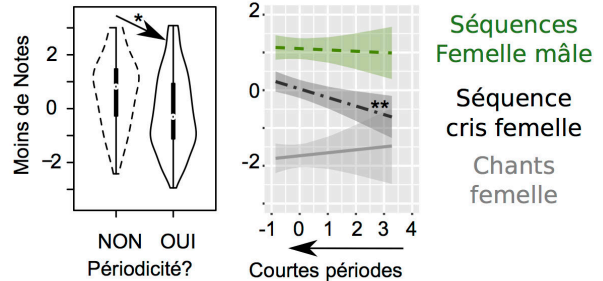 Moins de Notes
2
0
-2
*
NON OUI
Périodicité?
2
0
-2
**
-1 0 1 2 3 4
Courtes périodes
Séquences
Femelle mâle
Séquence
cris femelle
Chants
femelle